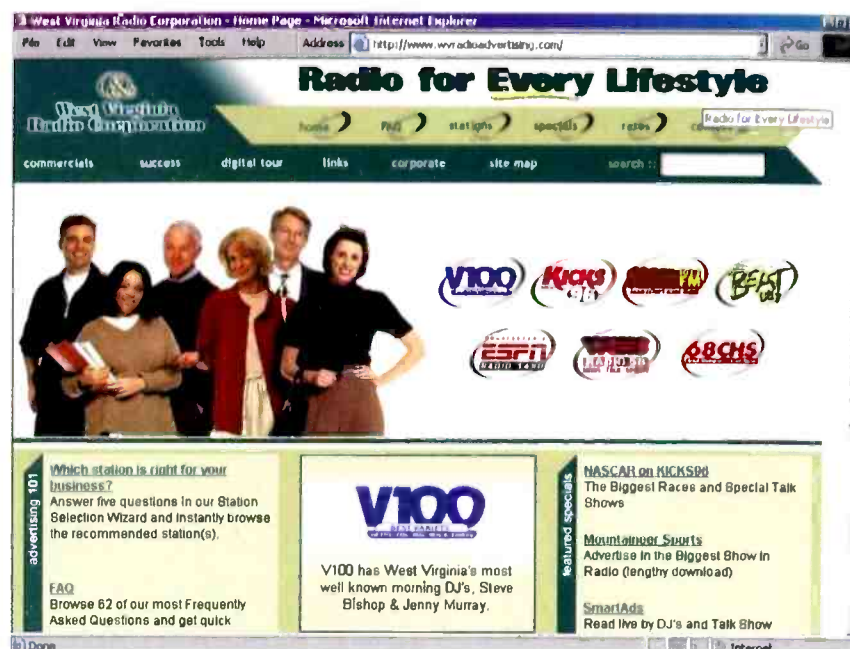 West Virginia Radio Corporation - Home Page - Microsoft Internet Explorer
File Edit View Favorites Tools Help Address http://www.wvradioadvertising.com/ Go
Radio for Every Lifestyle
West Virginia
Radio Corporation
home FAQ stations specials rates
Radio for Every Lifestyle
commercials success digital tour links corporate site map search ::
V100 KICKS 96 FM BEAST
ESPN RADIO 1490 68CHS
advertising 101
Which station is right for your
business?
Answer five questions in our Station
Selection Wizard and instantly browse
the recommended station(s).
FAQ
Browse 62 of our most Frequently
Asked Questions and get quick
V100
BEST VARIETY
V100 has West Virginia's most
well known morning DJ's, Steve
Bishop & Jenny Murray.
featured specials
NASCAR on KICKS96
The Biggest Races and Special Talk
Shows
Mountaineer Sports
Advertise in the Biggest Show in
Radio (lengthy download)
SmartAds
Read live by DJ's and Talk Show
Done Internet